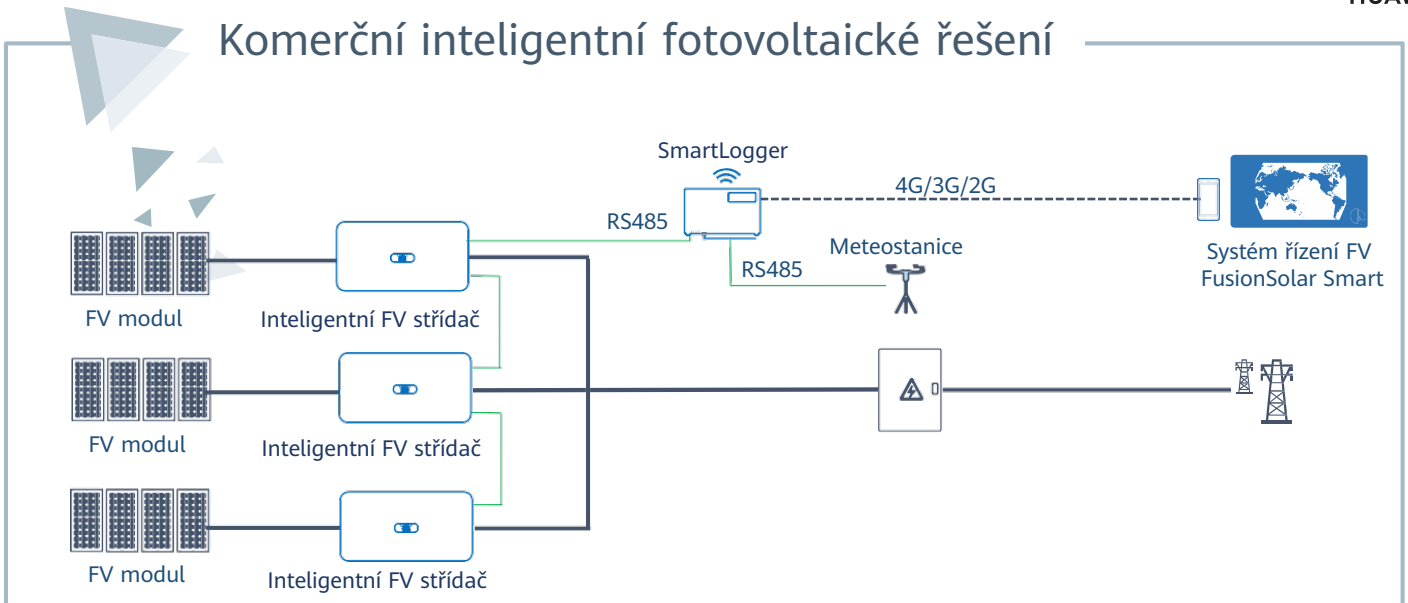 Komerční inteligentní fotovoltaické řešení
SmartLogger
4G/3G/2G
RS485
Meteostanice
RS485
Systém řízení FV
FusionSolar Smart
FV modul
Inteligentní FV střídač
FV modul
Inteligentní FV střídač
FV modul
Inteligentní FV střídač